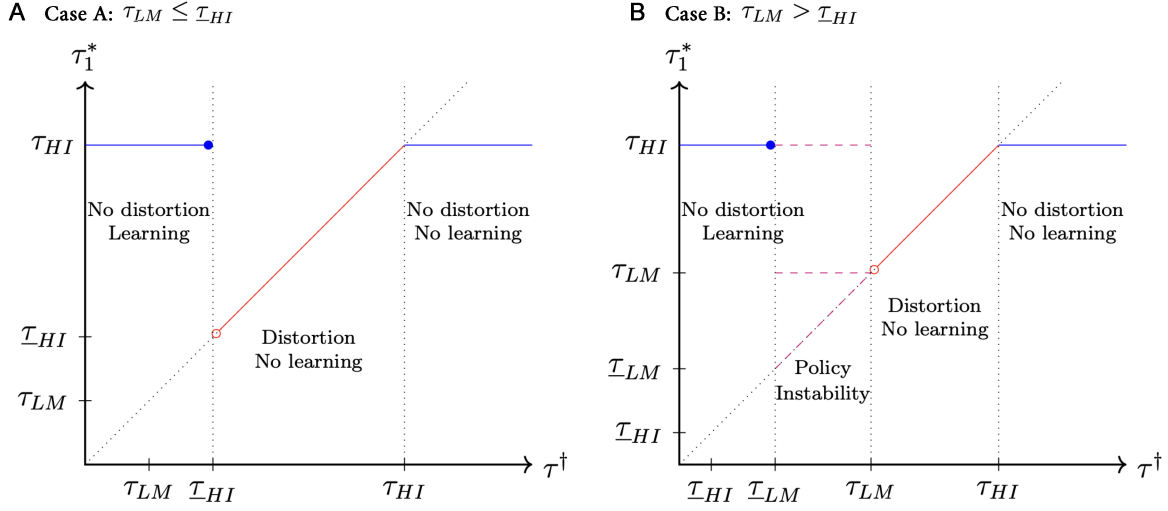 A Case A: τ_LM ≤ τ̲_HI
τ₁*
τ_HI
No distortion
Learning
No distortion
No learning
τ̲_HI
Distortion
No learning
τ_LM
τ_LM τ̲_HI τ_HI τ†
B Case B: τ_LM > τ̲_HI
τ₁*
τ_HI
No distortion
Learning
No distortion
No learning
τ_LM
Distortion
No learning
τ̲_LM
Policy
Instability
τ̲_HI
τ̲_HI τ̲_LM τ_LM τ_HI τ†